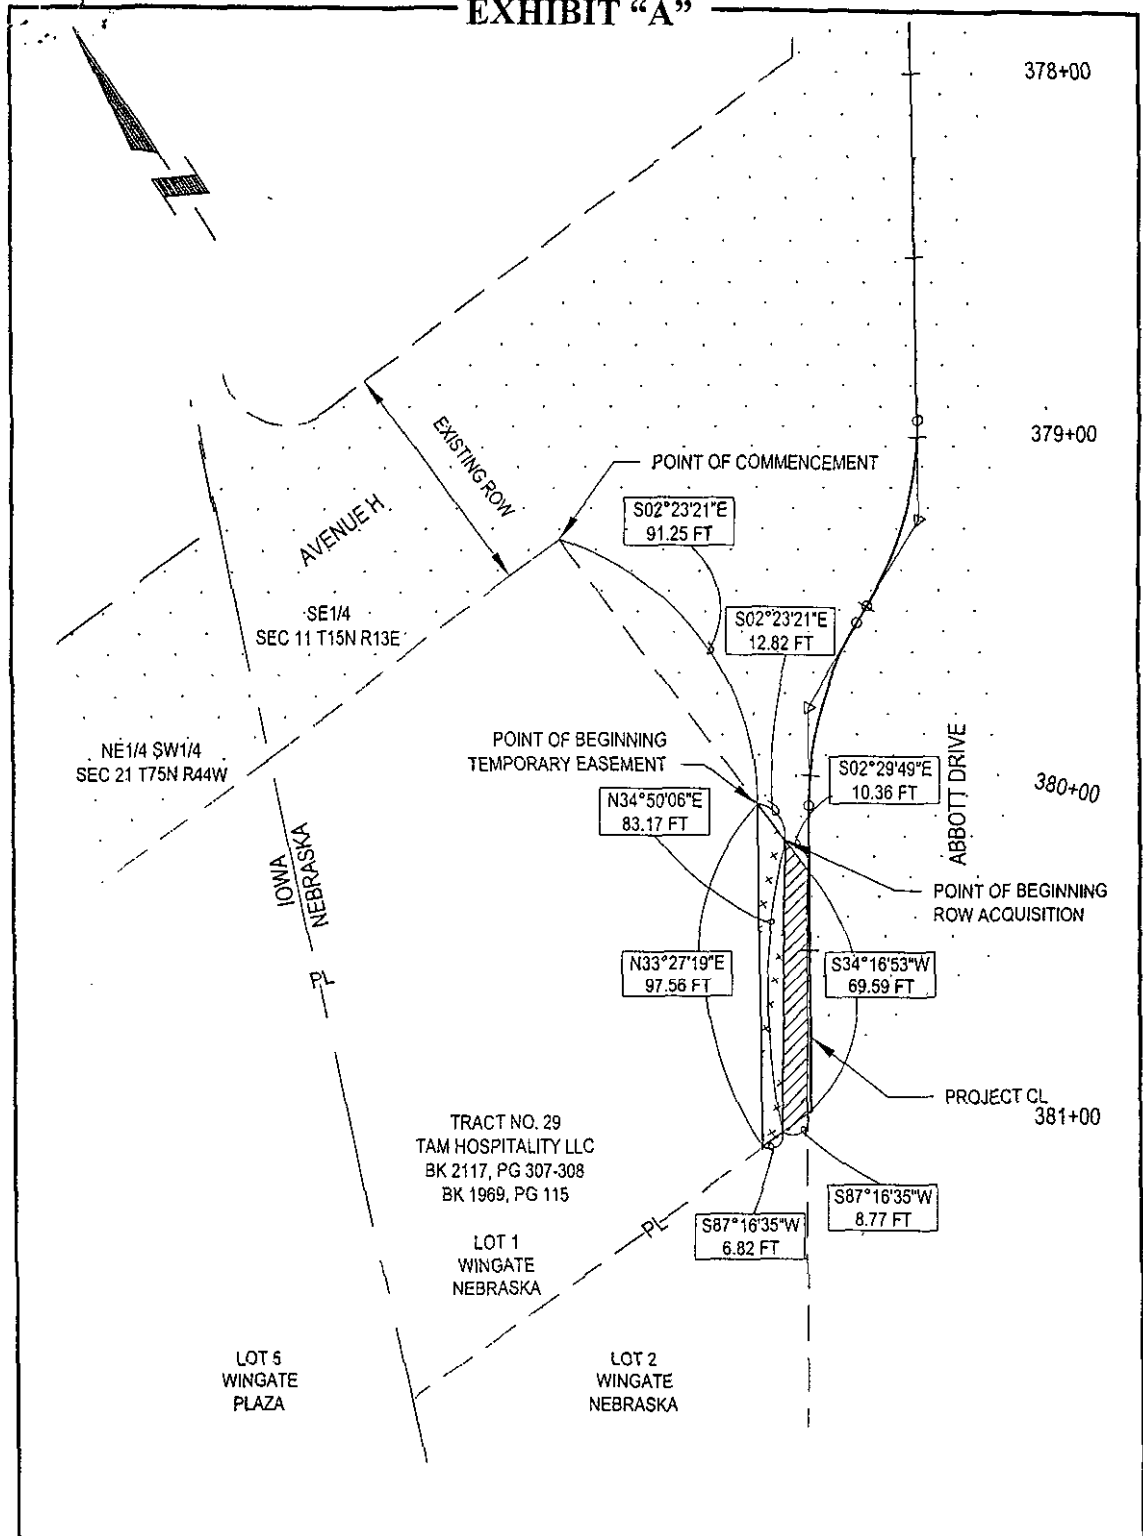 EXHIBIT “A”
378+00
379+00
EXISTING ROW
POINT OF COMMENCEMENT
S02°23'21"E
91.25 FT
AVENUE H
SE1/4
SEC 11 T15N R13E
S02°23'21"E
12.82 FT
NE1/4 SW1/4
SEC 21 T75N R44W
POINT OF BEGINNING
TEMPORARY EASEMENT
S02°29'49"E
10.36 FT
380+00
ABBOTT DRIVE
N34°50'06"E
83.17 FT
IOWA
NEBRASKA
POINT OF BEGINNING
ROW ACQUISITION
PL
N33°27'19"E
97.56 FT
S34°16'53"W
69.59 FT
PROJECT CL
381+00
TRACT NO. 29
TAM HOSPITALITY LLC
BK 2117, PG 307-308
BK 1969, PG 115
S87°16'35"W
8.77 FT
PL
S87°16'35"W
6.82 FT
LOT 1
WINGATE
NEBRASKA
LOT 5
WINGATE
PLAZA
LOT 2
WINGATE
NEBRASKA